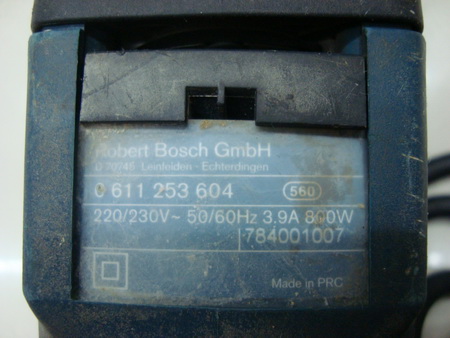 Robert Bosch GmbH
D 70745 Leinfelden - Echterdingen
0 611 253 604 560
220/230V~ 50/60Hz 3.9A 800W
784001007
Made in PRC